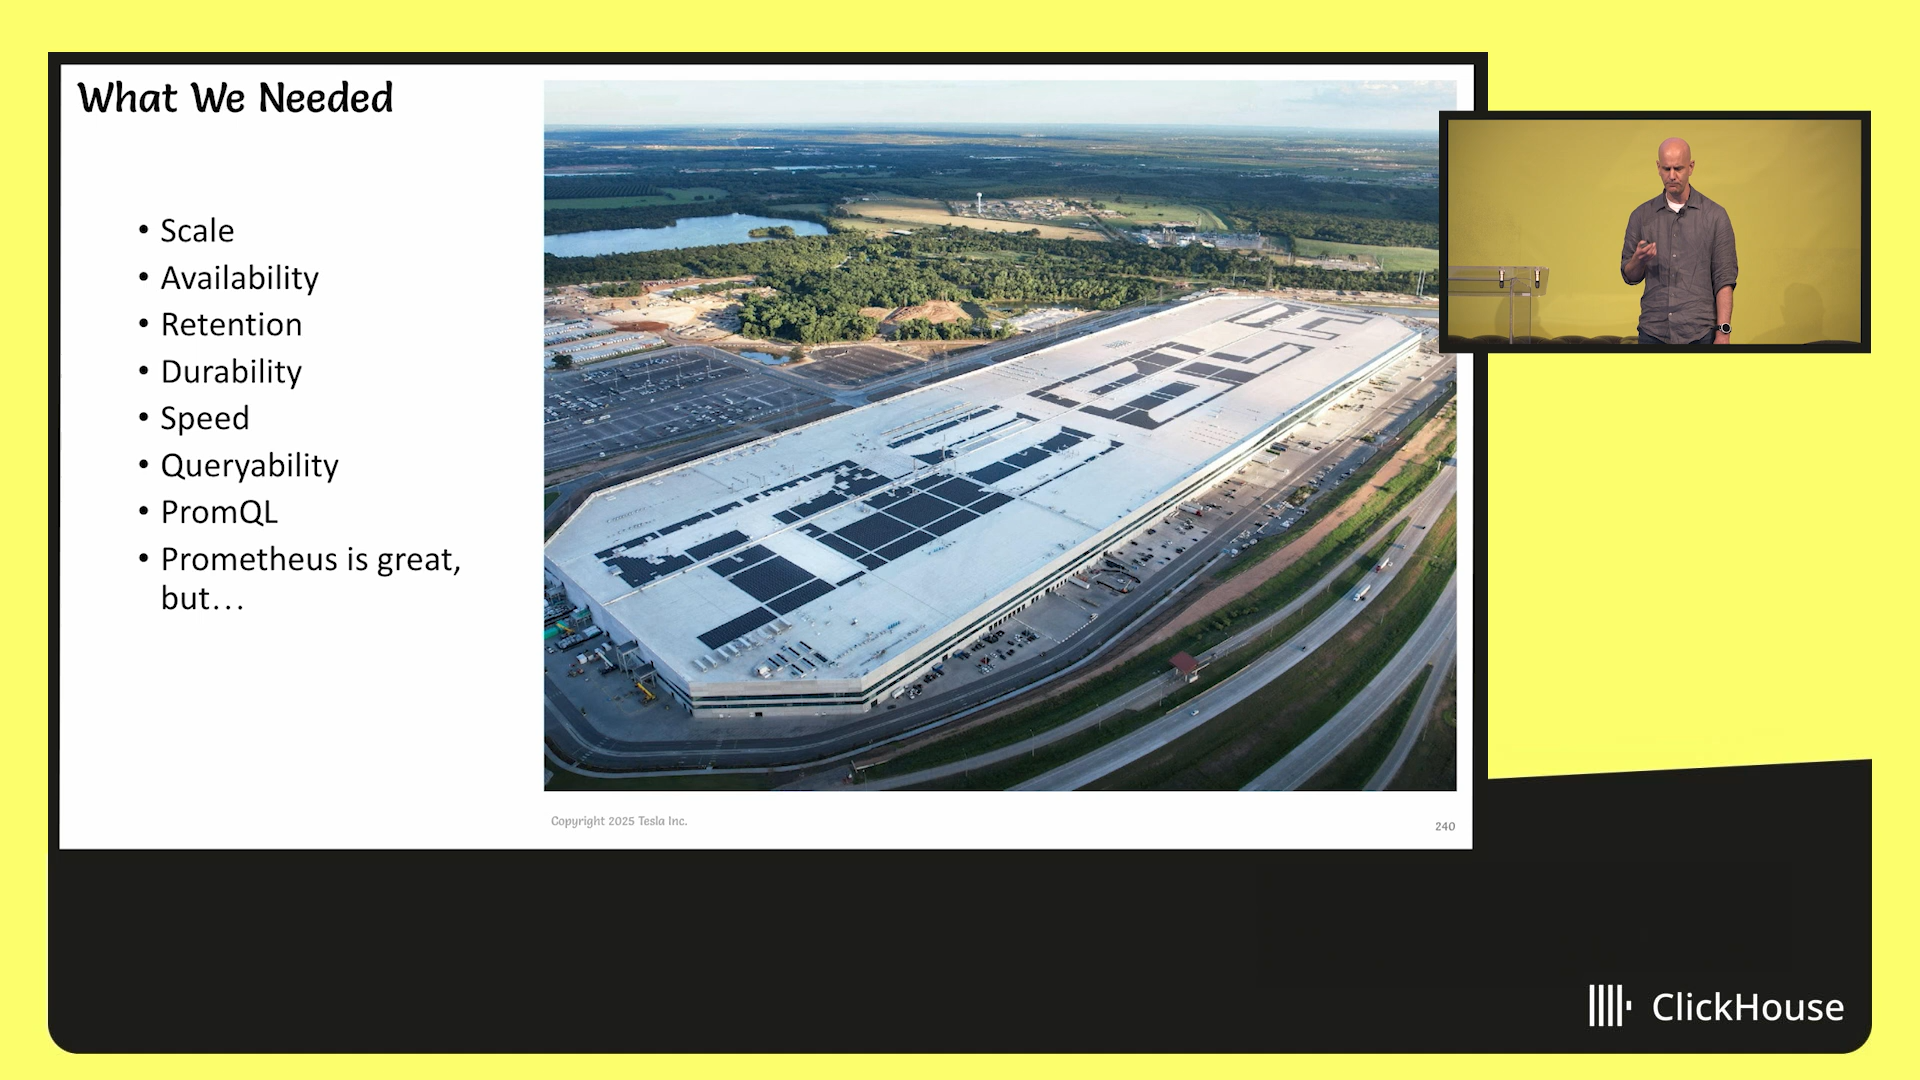 What We Needed
• Scale
• Availability
• Retention
• Durability
• Speed
• Queryability
• PromQL
• Prometheus is great,
but...
Copyright 2025 Tesla Inc.
240
ClickHouse